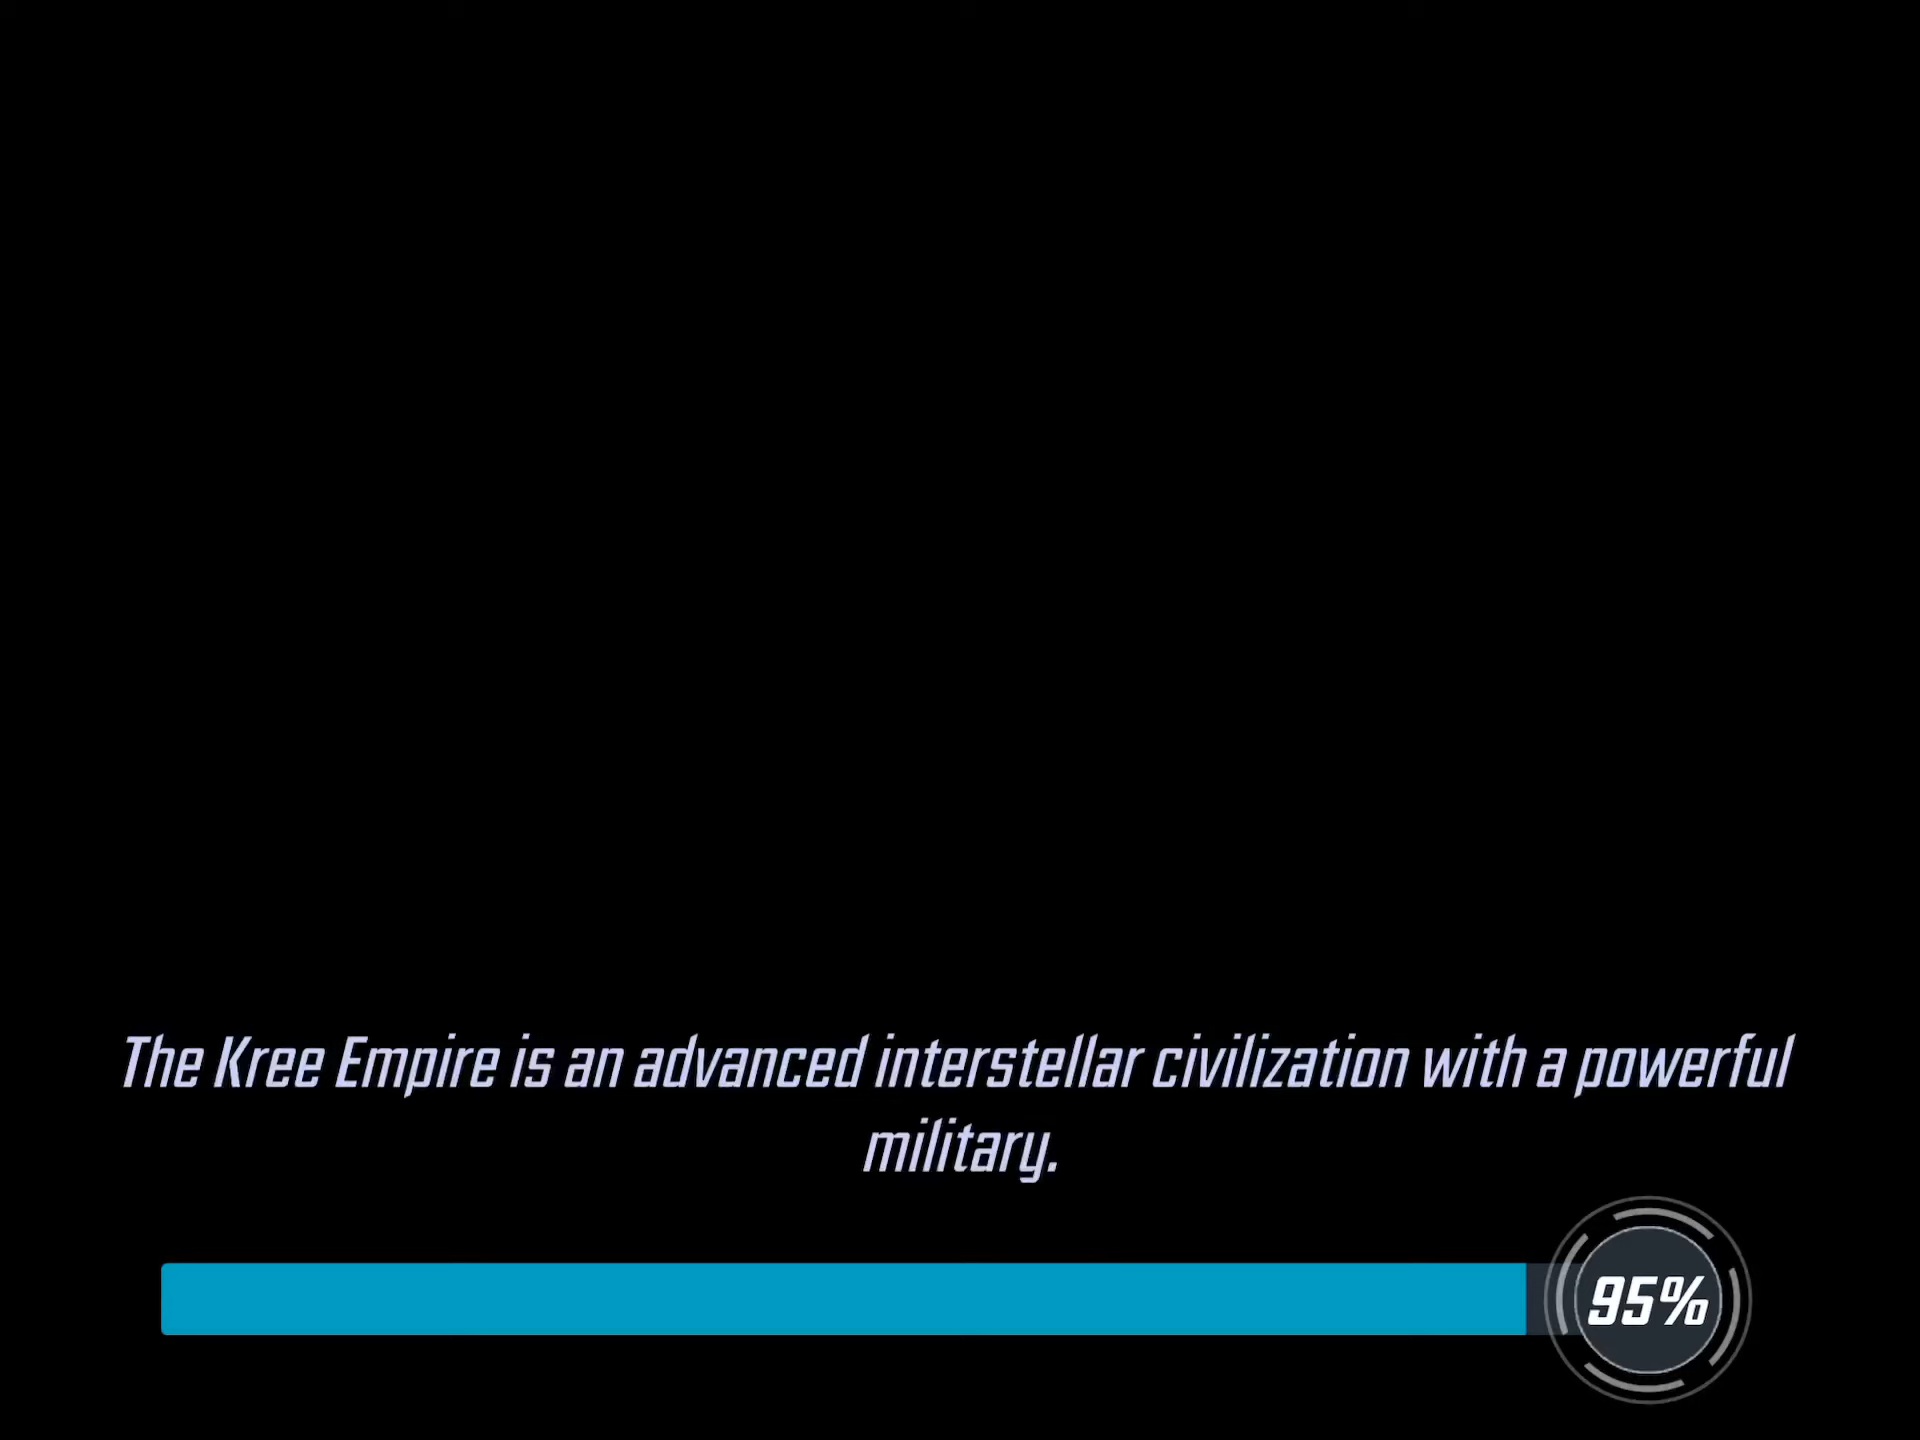 The Kree Empire is an advanced interstellar civilization with a powerful
military.
95%